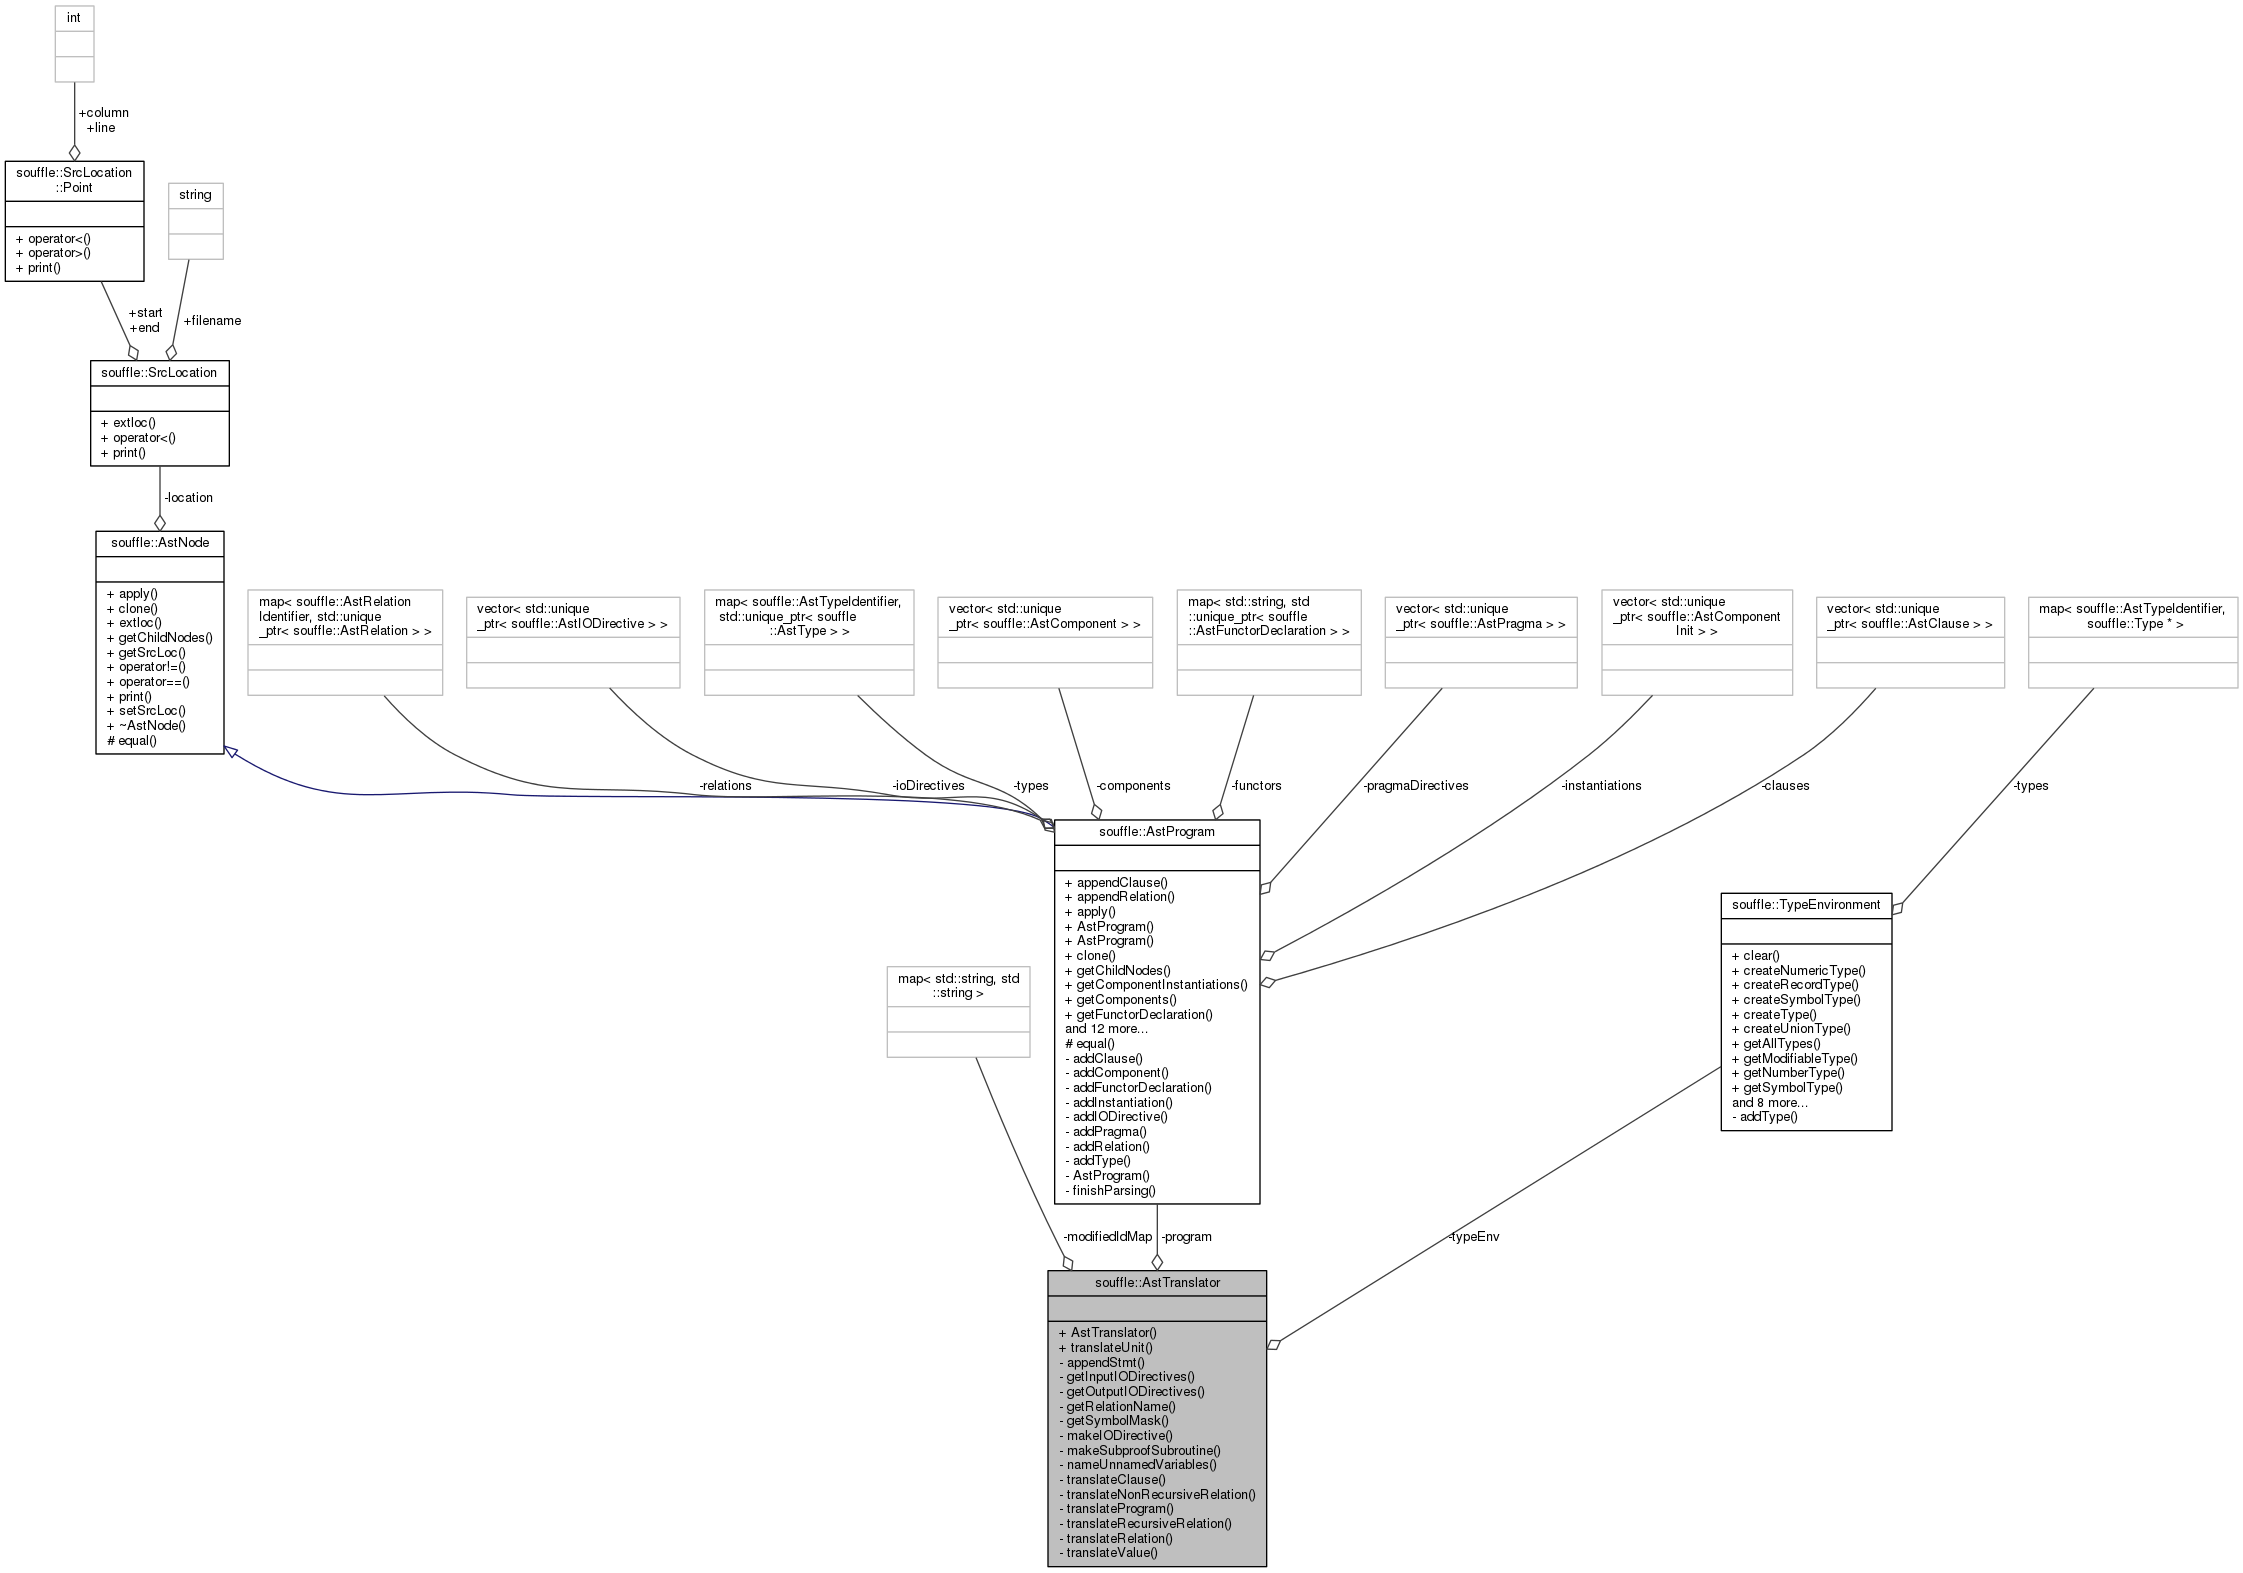 int
+column
+line
souffle::SrcLocation
::Point
+ operator<()
+ operator>()
+ print()
string
+start
+end
+filename
souffle::SrcLocation
+ extloc()
+ operator<()
+ print()
-location
souffle::AstNode
+ apply()
+ clone()
+ extloc()
+ getChildNodes()
+ getSrcLoc()
+ operator!=()
+ operator==()
+ print()
+ setSrcLoc()
+ ~AstNode()
# equal()
map< souffle::AstRelation
Identifier, std::unique
_ptr< souffle::AstRelation > >
vector< std::unique
_ptr< souffle::AstIODirective > >
map< souffle::AstTypeIdentifier,
std::unique_ptr< souffle
::AstType > >
vector< std::unique
_ptr< souffle::AstComponent > >
map< std::string, std
::unique_ptr< souffle
::AstFunctorDeclaration > >
vector< std::unique
_ptr< souffle::AstPragma > >
vector< std::unique
_ptr< souffle::AstComponent
Init > >
vector< std::unique
_ptr< souffle::AstClause > >
map< souffle::AstTypeIdentifier,
souffle::Type * >
-relations
-ioDirectives
-types
-components
-functors
-pragmaDirectives
-instantiations
-clauses
-types
souffle::AstProgram
+ appendClause()
+ appendRelation()
+ apply()
+ AstProgram()
+ AstProgram()
+ clone()
+ getChildNodes()
+ getComponentInstantiations()
+ getComponents()
+ getFunctorDeclaration()
and 12 more...
# equal()
- addClause()
- addComponent()
- addFunctorDeclaration()
- addInstantiation()
- addIODirective()
- addPragma()
- addRelation()
- addType()
- AstProgram()
- finishParsing()
souffle::TypeEnvironment
+ clear()
+ createNumericType()
+ createRecordType()
+ createSymbolType()
+ createType()
+ createUnionType()
+ getAllTypes()
+ getModifiableType()
+ getNumberType()
+ getSymbolType()
and 8 more...
- addType()
map< std::string, std
::string >
-modifiedIdMap
-program
-typeEnv
souffle::AstTranslator
+ AstTranslator()
+ translateUnit()
- appendStmt()
- getInputIODirectives()
- getOutputIODirectives()
- getRelationName()
- getSymbolMask()
- makeIODirective()
- makeSubproofSubroutine()
- nameUnnamedVariables()
- translateClause()
- translateNonRecursiveRelation()
- translateProgram()
- translateRecursiveRelation()
- translateRelation()
- translateValue()